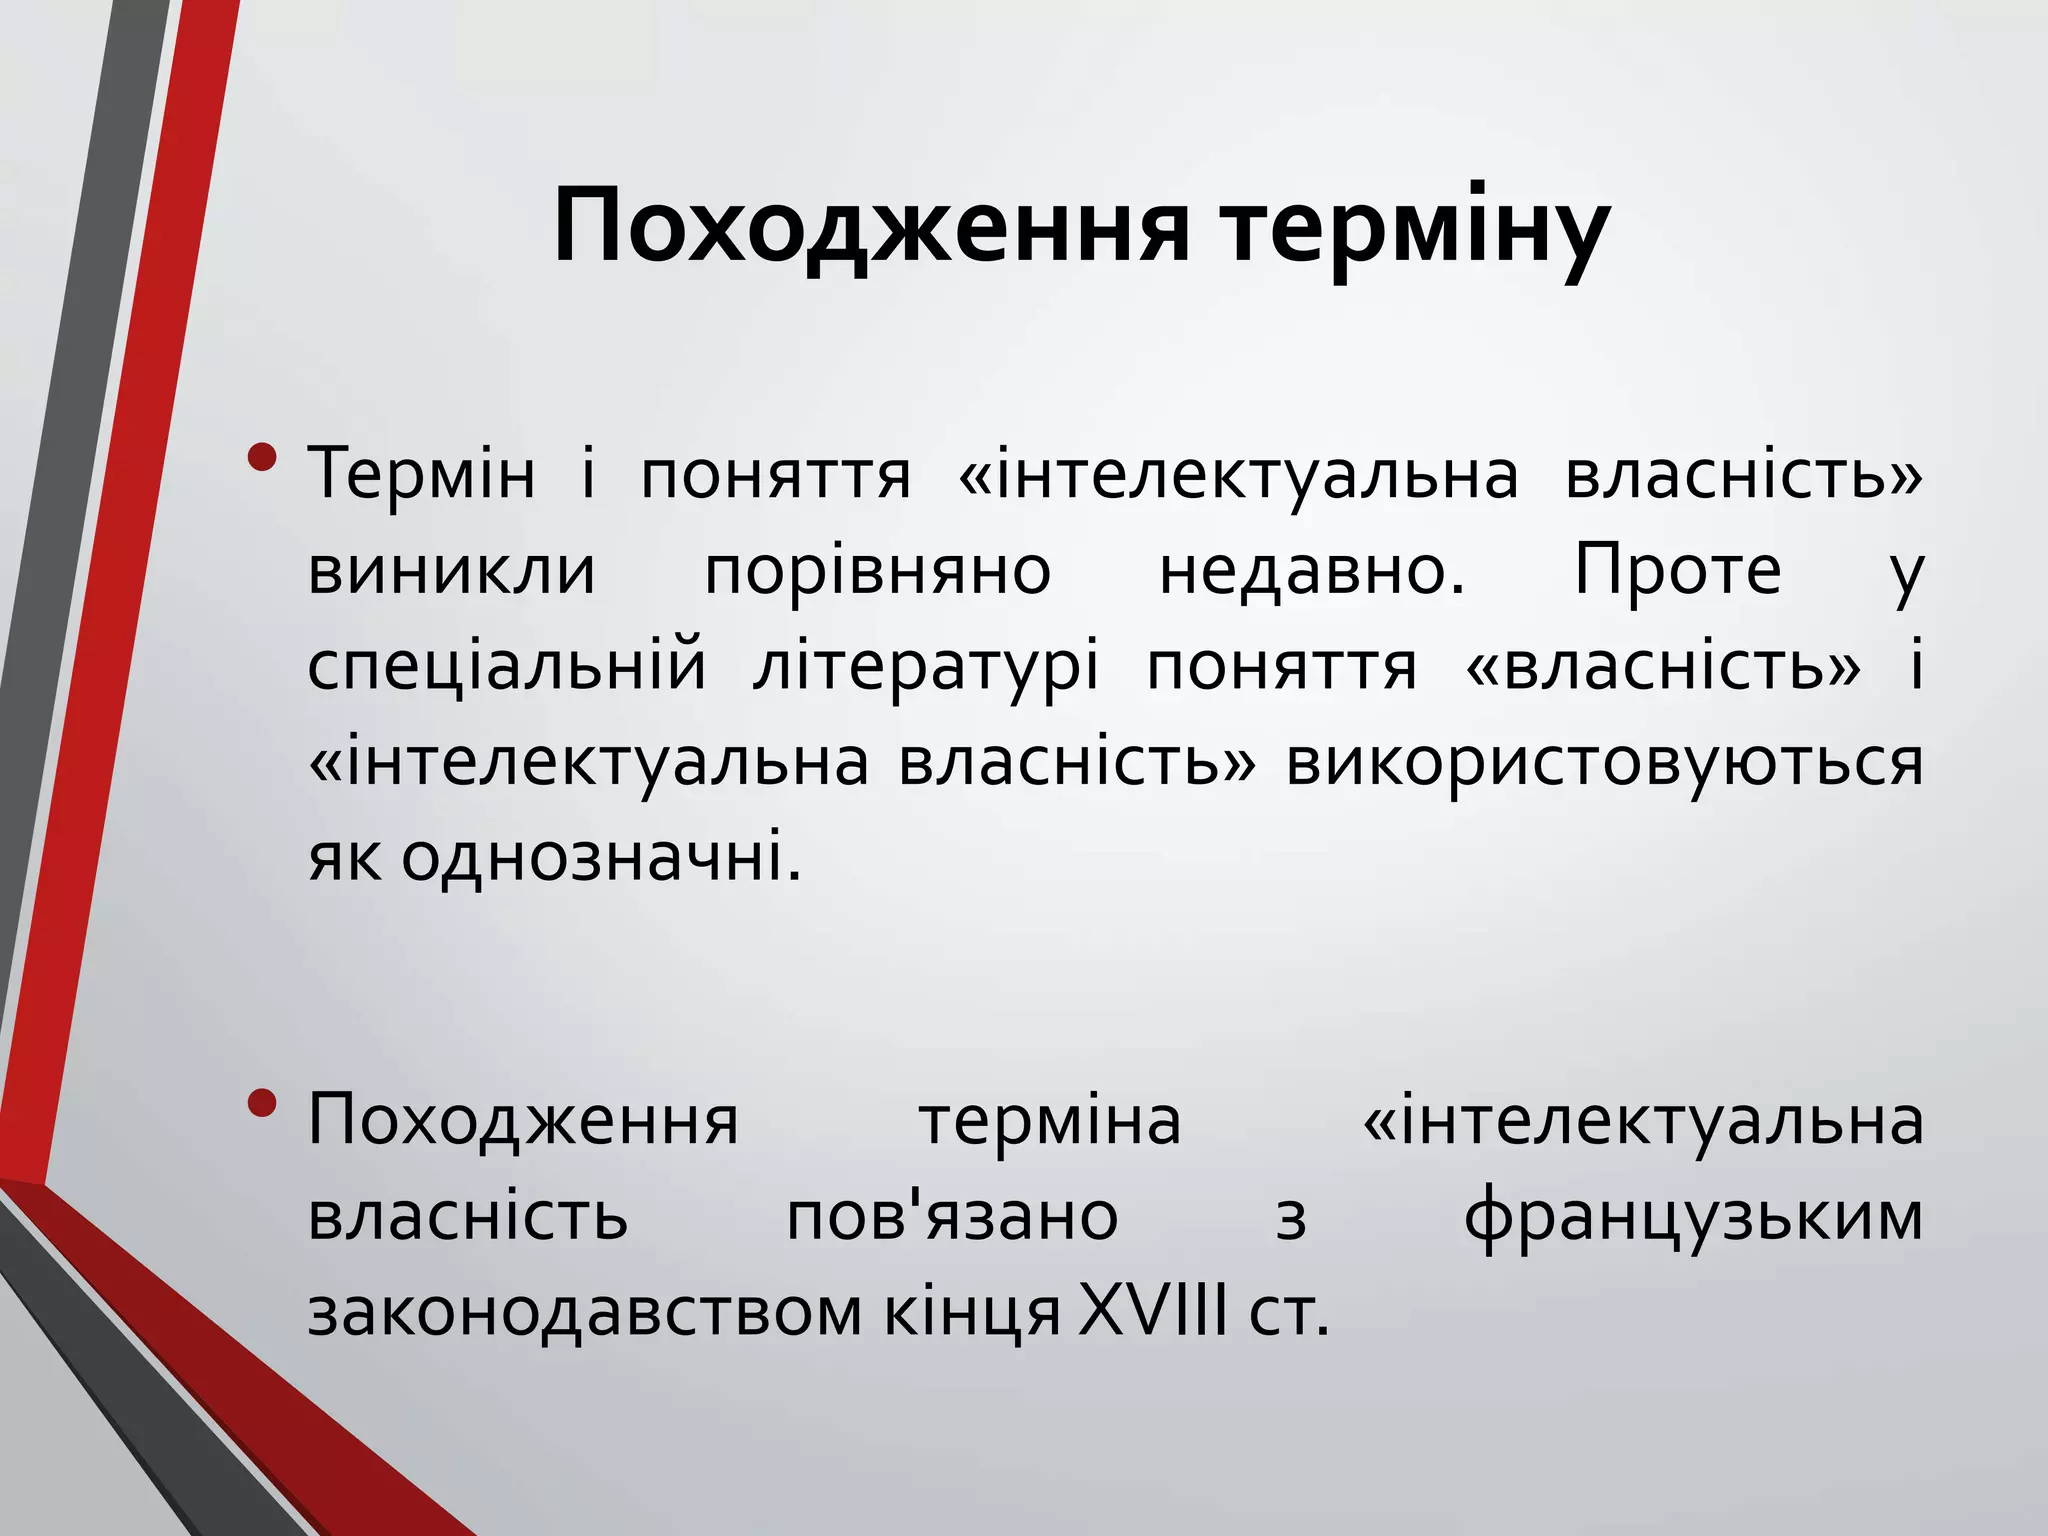 Походження терміну
• Термін і поняття «інтелектуальна власність»
виникли порівняно недавно. Проте у
спеціальній літературі поняття «власність» і
«інтелектуальна власність» використовуються
як однозначні.
• Походження терміна «інтелектуальна
власність пов'язано з французьким
законодавством кінця XVIII ст.